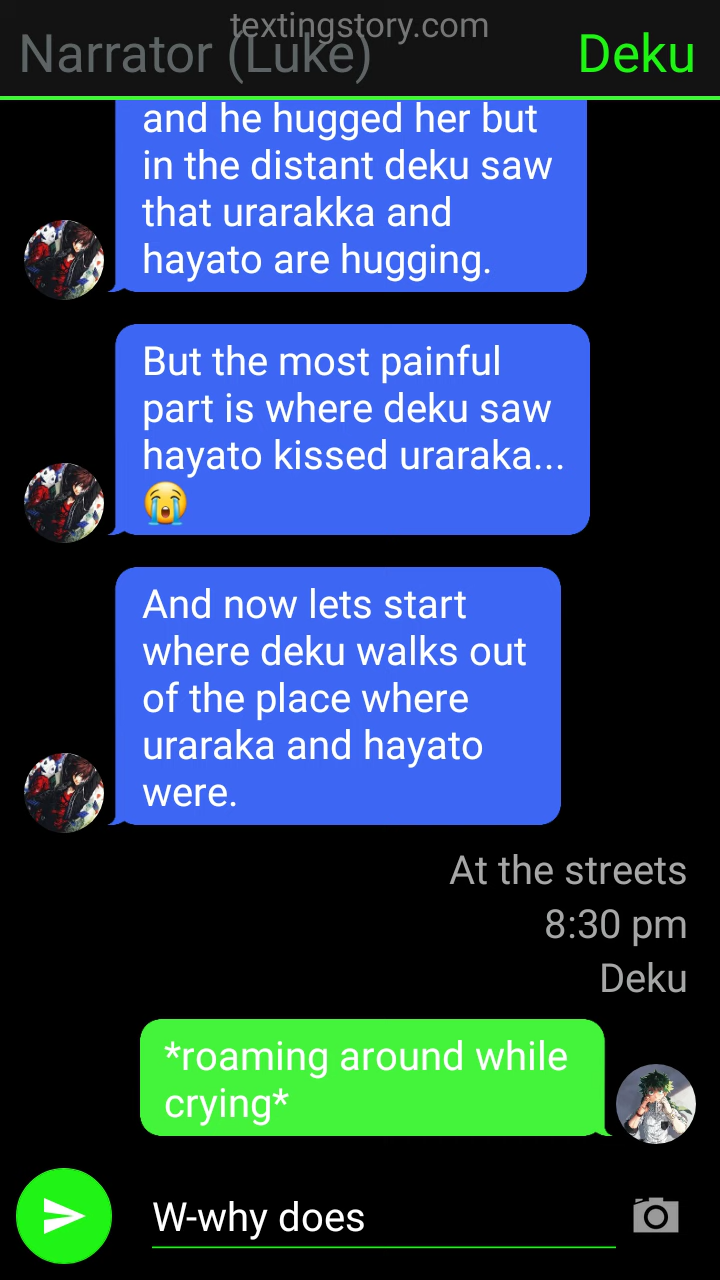 textingstory.com
Narrator (Luke) Deku
and he hugged her but
in the distant deku saw
that urarakka and
hayato are hugging.
But the most painful
part is where deku saw
hayato kissed uraraka...
😭
And now lets start
where deku walks out
of the place where
uraraka and hayato
were.
At the streets
8:30 pm
Deku
*roaming around while
crying*
W-why does